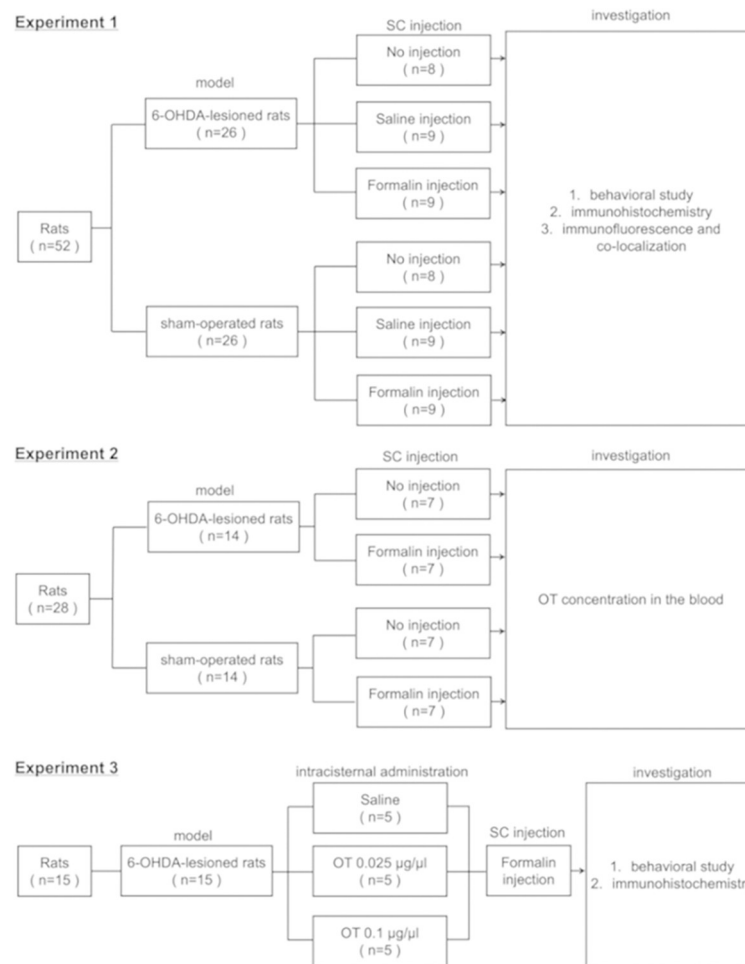 Experiment 1
SC injection
investigation
model
No injection
( n=8 )
6-OHDA-lesioned rats
( n=26 )
Saline injection
( n=9 )
Formalin injection
( n=9 )
Rats
( n=52 )
1. behavioral study
2. immunohistochemistry
3. immunofluorescence and
co-localization
No injection
( n=8 )
sham-operated rats
( n=26 )
Saline injection
( n=9 )
Formalin injection
( n=9 )
Experiment 2
SC injection
investigation
model
No injection
( n=7 )
6-OHDA-lesioned rats
( n=14 )
Formalin injection
( n=7 )
Rats
( n=28 )
OT concentration in the blood
No injection
( n=7 )
sham-operated rats
( n=14 )
Formalin injection
( n=7 )
Experiment 3
intracisternal administration
investigation
Saline
( n=5 )
model
SC injection
Rats
( n=15 )
6-OHDA-lesioned rats
( n=15 )
OT 0.025 μg/μl
( n=5 )
Formalin
injection
1. behavioral study
2. immunohistochemistr
OT 0.1 μg/μl
( n=5 )